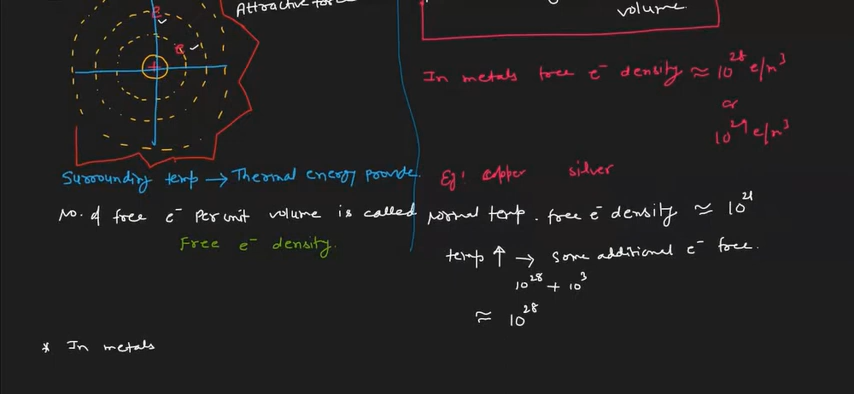 Attractive force
volume.
In metals free e⁻ density ≈ 10²⁸ e/m³
or
10²⁹ e/m³
Surrounding temp → Thermal energy provide.
Eg: copper silver
No. of free e⁻ per unit volume is called
Free e⁻ density.
Normal temp. free e⁻ density ≈ 10²⁸
temp ↑ → some additional e⁻ free.
10²⁸ + 10³
≈ 10²⁸
* In metals